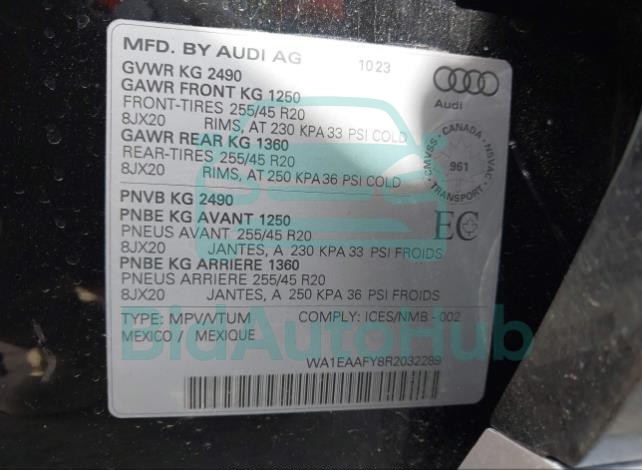 MFD. BY AUDI AG 10 23
GVWR KG 2490
GAWR FRONT KG 1250
FRONT-TIRES 255/45 R20
8JX20 RIMS, AT 230 KPA 33 PSI COLD
GAWR REAR KG 1360
REAR-TIRES 255/45 R20
8JX20 RIMS, AT 250 KPA 36 PSI COLD
Audi
CMVSS - CANADA - NSVAC
961
TRANSPORT
PNVB KG 2490
PNBE KG AVANT 1250
PNEUS AVANT 255/45 R20
8JX20 JANTES, A 230 KPA 33 PSI FROIDS
EC
PNBE KG ARRIERE 1360
PNEUS ARRIERE 255/45 R20
8JX20 JANTES, A 250 KPA 36 PSI FROIDS
TYPE: MPV/VTUM COMPLY: ICES/NMB - 002
MEXICO / MEXIQUE
BidAutoHub
WA1EAAFY8R2032289